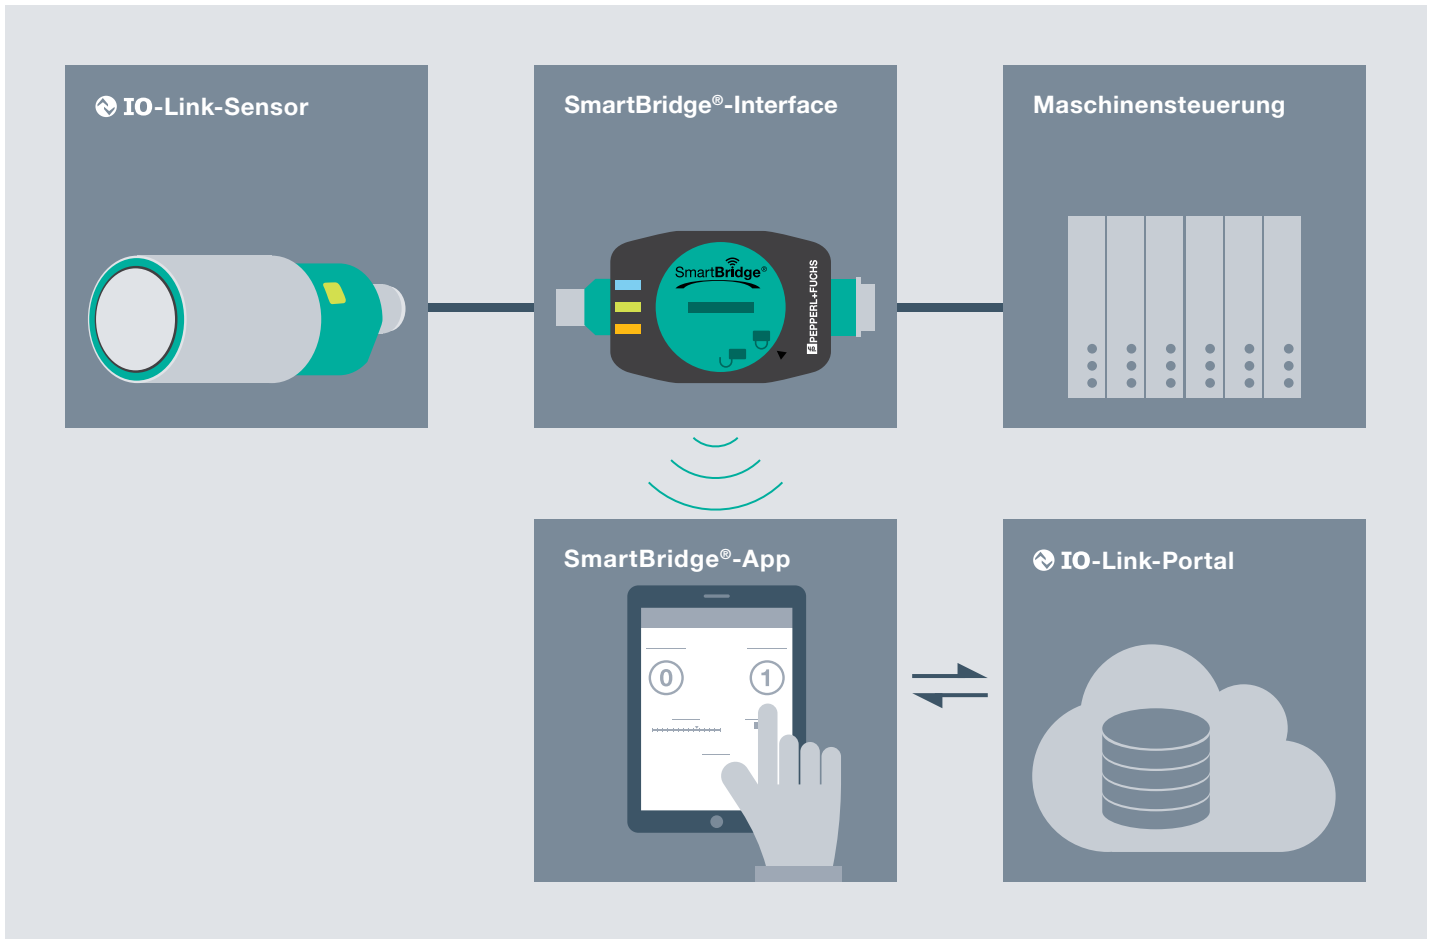 IO-Link-Sensor
SmartBridge®-Interface
Maschinensteuerung
SmartBridge®
PEPPERL+FUCHS
SmartBridge®-App
0
1
IO-Link-Portal